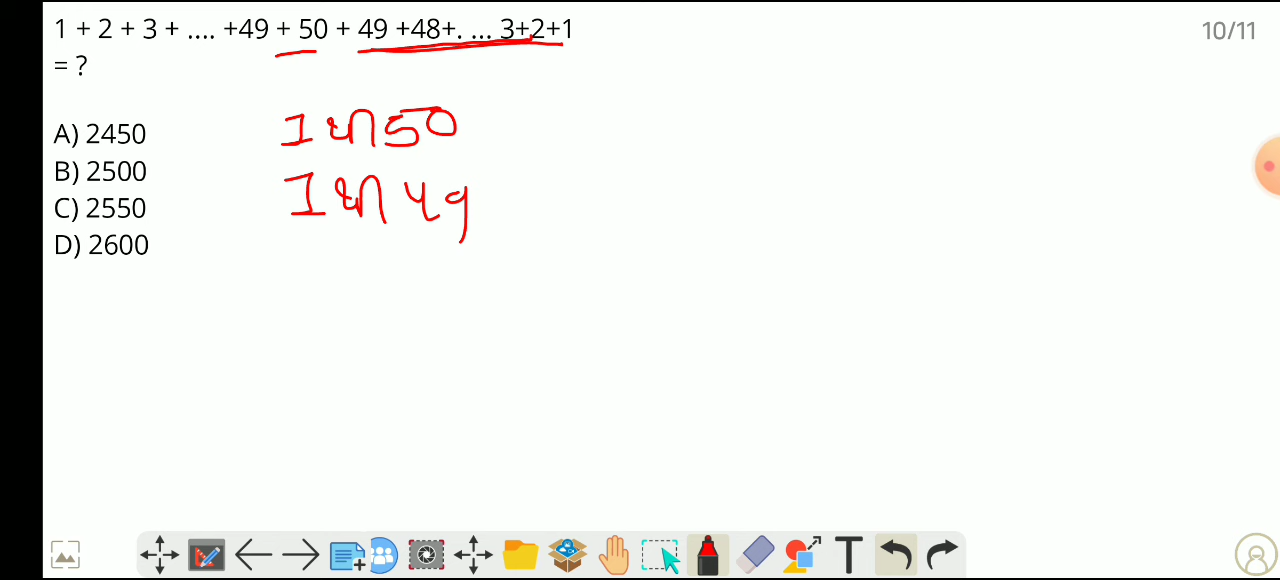 1 + 2 + 3 + .... +49 + 50 + 49 +48+. ... 3+2+1
= ?
10/11
A) 2450
B) 2500
C) 2550
D) 2600
1 থেকে 50
1 থেকে 49
T